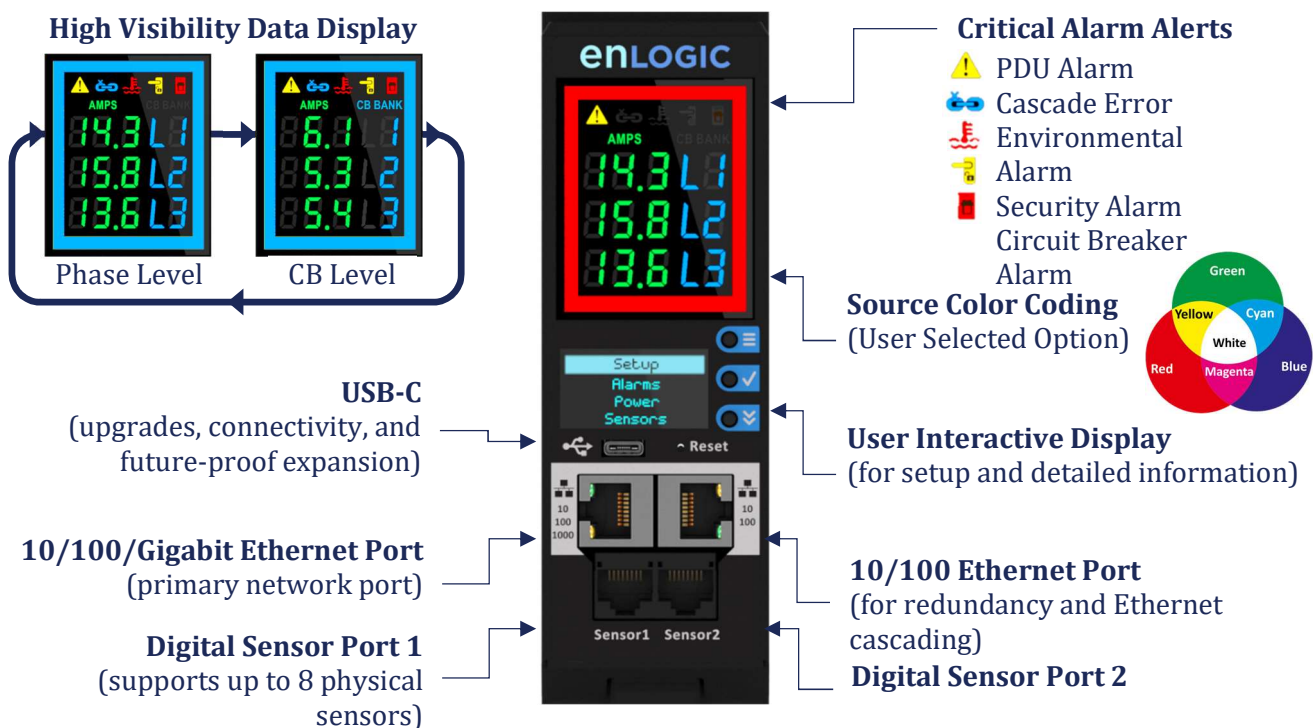 High Visibility Data Display
AMPS CB BANK
14.3 L1
15.8 L2
13.6 L3
Phase Level
AMPS CB BANK
6.1 1
5.3 2
5.4 3
CB Level
enLOGIC
AMPS CB BANK
14.3 L1
15.8 L2
13.6 L3
Setup
Alarms
Power
Sensors
Reset
10
100
1000
10
100
Sensor1 Sensor2
USB-C
(upgrades, connectivity, and
future-proof expansion)
10/100/Gigabit Ethernet Port
(primary network port)
Digital Sensor Port 1
(supports up to 8 physical
sensors)
Critical Alarm Alerts
PDU Alarm
Cascade Error
Environmental
Alarm
Security Alarm
Circuit Breaker
Alarm
Source Color Coding
(User Selected Option)
Green
Yellow
Cyan
White
Red
Magenta
Blue
User Interactive Display
(for setup and detailed information)
10/100 Ethernet Port
(for redundancy and Ethernet
cascading)
Digital Sensor Port 2